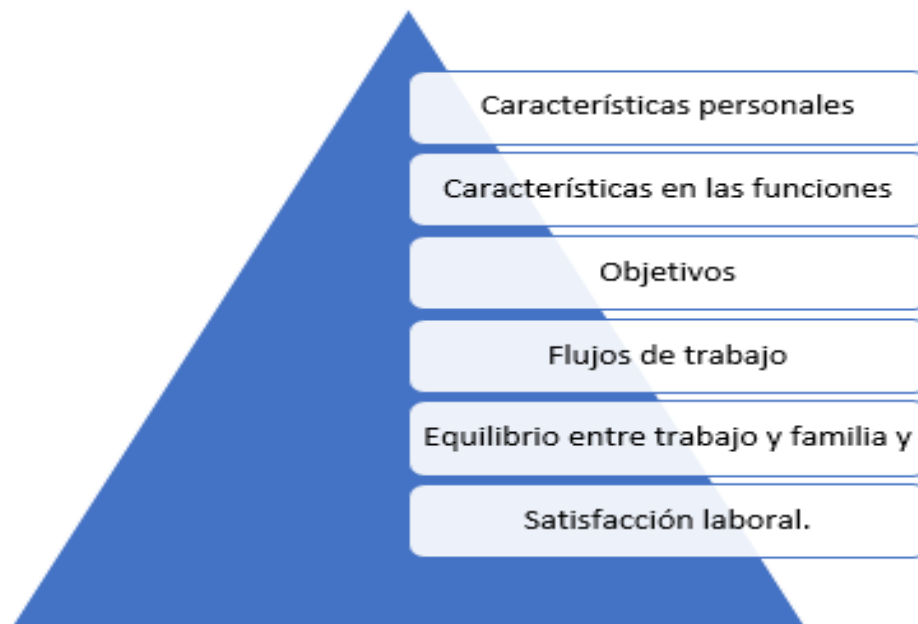 Características personales
Características en las funciones
Objetivos
Flujos de trabajo
Equilibrio entre trabajo y familia y
Satisfacción laboral.